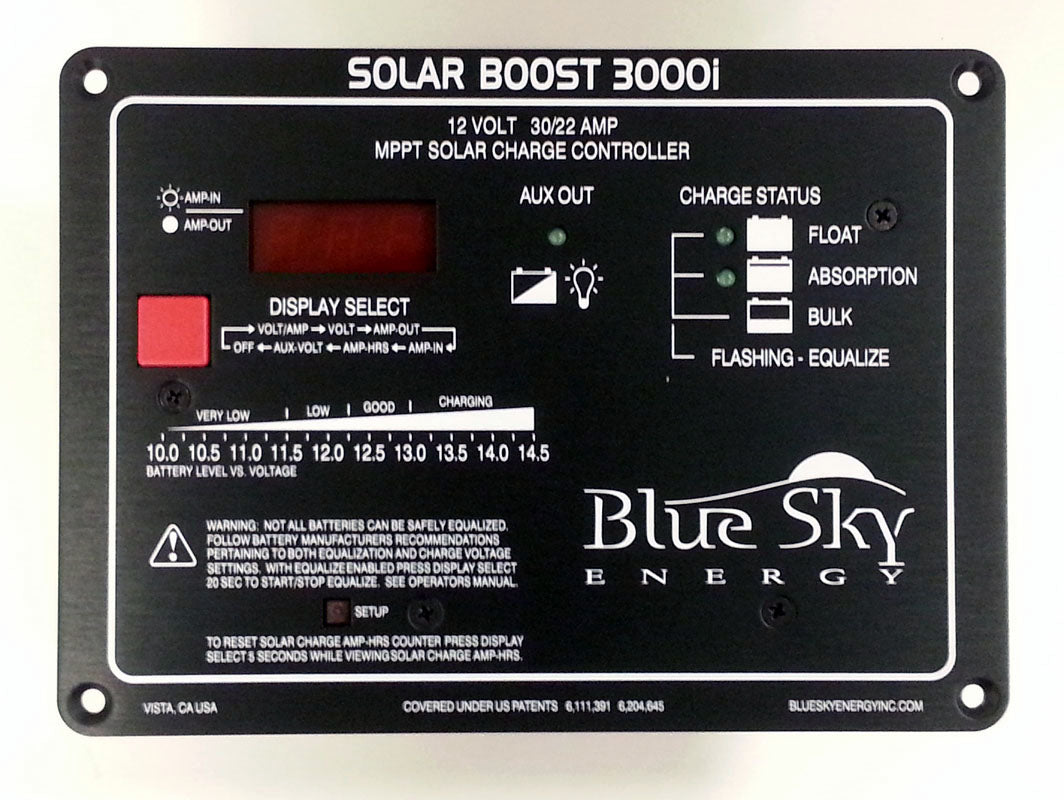 SOLAR BOOST 3000i
12 VOLT 30/22 AMP
MPPT SOLAR CHARGE CONTROLLER
AMP-IN
AMP-OUT
AUX OUT
CHARGE STATUS
FLOAT
ABSORPTION
BULK
FLASHING - EQUALIZE
DISPLAY SELECT
VOLT/AMP → VOLT → AMP-OUT
OFF ← AUX-VOLT ← AMP-HRS ← AMP-IN
VERY LOW LOW GOOD CHARGING
10.0 10.5 11.0 11.5 12.0 12.5 13.0 13.5 14.0 14.5
BATTERY LEVEL VS. VOLTAGE
Blue Sky
ENERGY
WARNING: NOT ALL BATTERIES CAN BE SAFELY EQUALIZED.
FOLLOW BATTERY MANUFACTURERS RECOMMENDATIONS
PERTAINING TO BOTH EQUALIZATION AND CHARGE VOLTAGE
SETTINGS. WITH EQUALIZE ENABLED PRESS DISPLAY SELECT
20 SEC TO START/STOP EQUALIZE. SEE OPERATORS MANUAL.
SETUP
TO RESET SOLAR CHARGE AMP-HRS COUNTER PRESS DISPLAY
SELECT 5 SECONDS WHILE VIEWING SOLAR CHARGE AMP-HRS.
VISTA, CA USA
COVERED UNDER US PATENTS 6,111,391 6,204,645
BLUESKYENERGYINC.COM